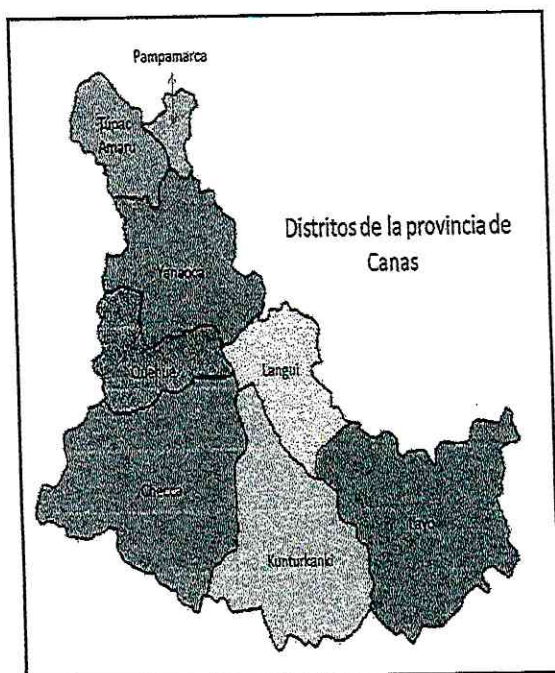 Pampamarca
Tupac
Amaru
Distritos de la provincia de
Canas
Yanaoca
Quehue
Langui
Checca
Layo
Kunturkanki